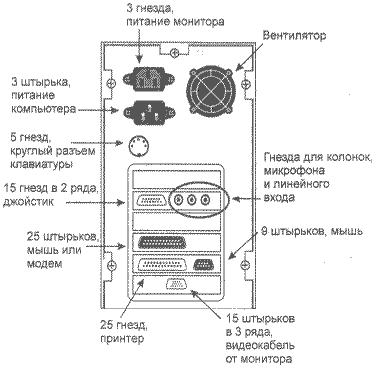 3 гнезда,
питание монитора
Вентилятор
3 штырька,
питание
компьютера
5 гнезд,
круглый разъем
клавиатуры
Гнезда для колонок,
микрофона
и линейного
входа
15 гнезд в 2 ряда,
джойстик
25 штырьков,
мышь или
модем
9 штырьков, мышь
25 гнезд,
принтер
15 штырьков
в 3 ряда,
видеокабель
от монитора